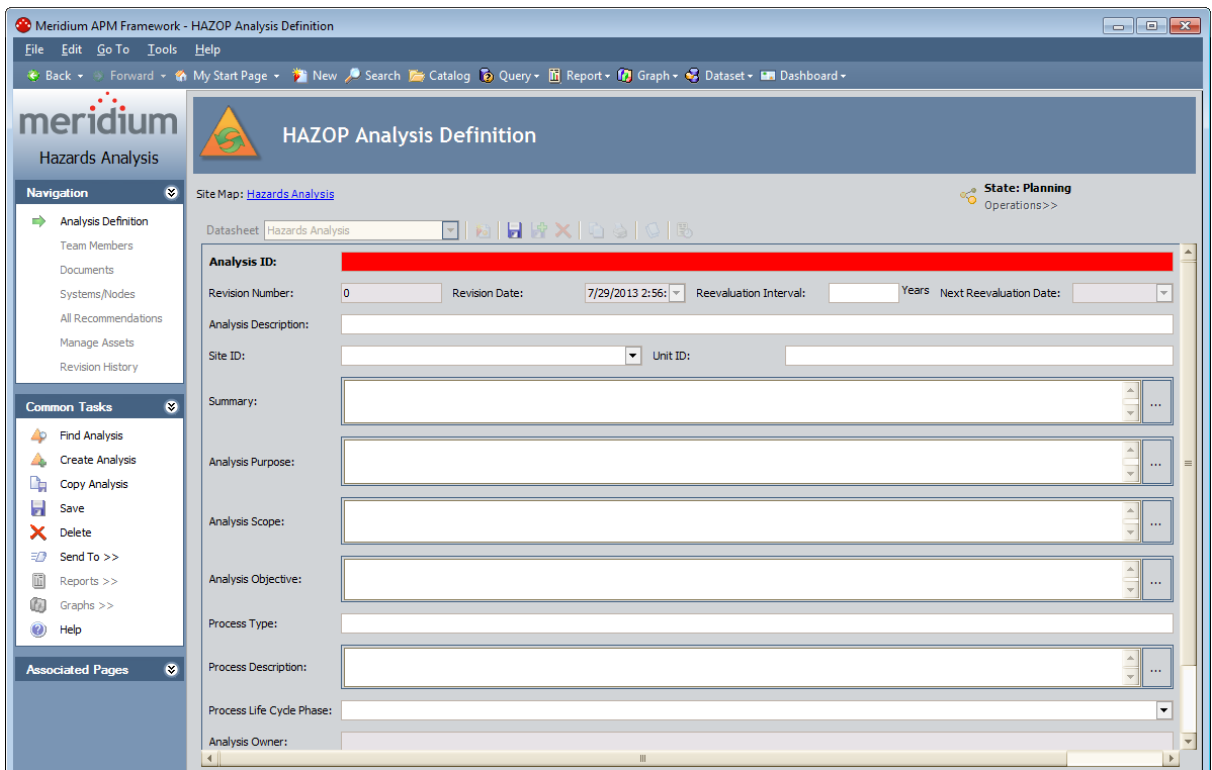 Meridium APM Framework - HAZOP Analysis Definition
File Edit Go To Tools Help
Back Forward My Start Page New Search Catalog Query Report Graph Dataset Dashboard
meridium
Hazards Analysis
HAZOP Analysis Definition
Navigation
Analysis Definition
Team Members
Documents
Systems/Nodes
All Recommendations
Manage Assets
Revision History
Common Tasks
Find Analysis
Create Analysis
Copy Analysis
Save
Delete
Send To >>
Reports >>
Graphs >>
Help
Associated Pages
Site Map: Hazards Analysis
State: Planning
Operations>>
Datasheet Hazards Analysis
Analysis ID:
Revision Number: 0 Revision Date: 7/29/2013 2:56: Reevaluation Interval: Years Next Reevaluation Date:
Analysis Description:
Site ID: Unit ID:
Summary: ...
Analysis Purpose: ...
Analysis Scope: ...
Analysis Objective: ...
Process Type:
Process Description: ...
Process Life Cycle Phase:
Analysis Owner: